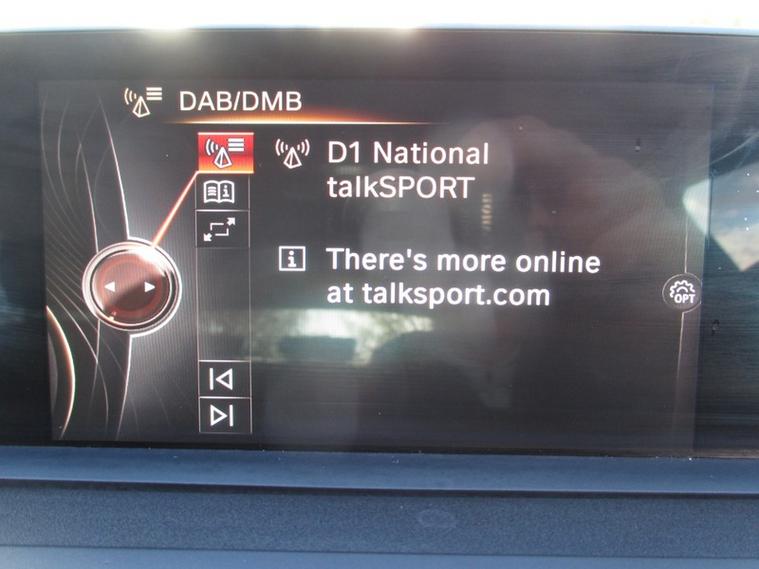 DAB/DMB
D1 National
talkSPORT
There's more online
at talksport.com
OPT